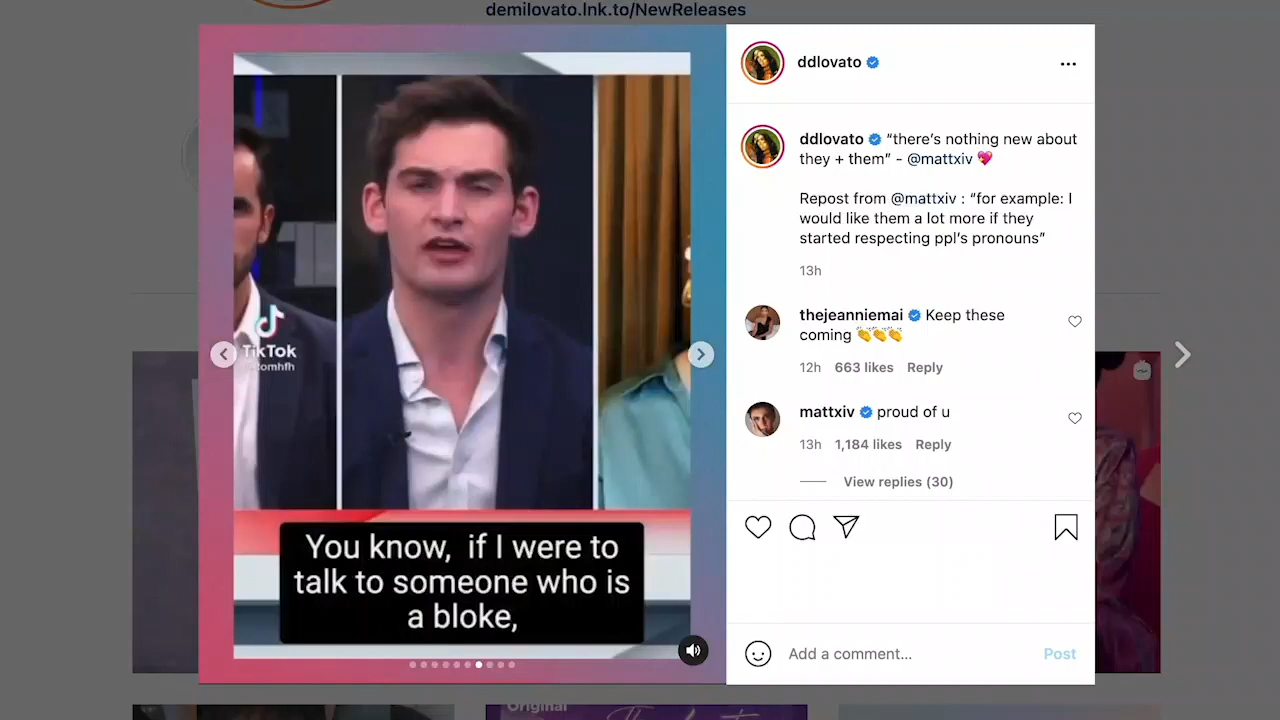 demilovato.lnk.to/NewReleases
TikTok
You know, if I were to
talk to someone who is
a bloke,
ddlovato
ddlovato “there’s nothing new about
they + them” - @mattxiv 💖
Repost from @mattxiv : “for example: I
would like them a lot more if they
started respecting ppl’s pronouns”
13h
thejeanniemai Keep these
coming 👏👏👏
12h 663 likes Reply
mattxiv proud of u
13h 1,184 likes Reply
View replies (30)
Add a comment... Post
Original